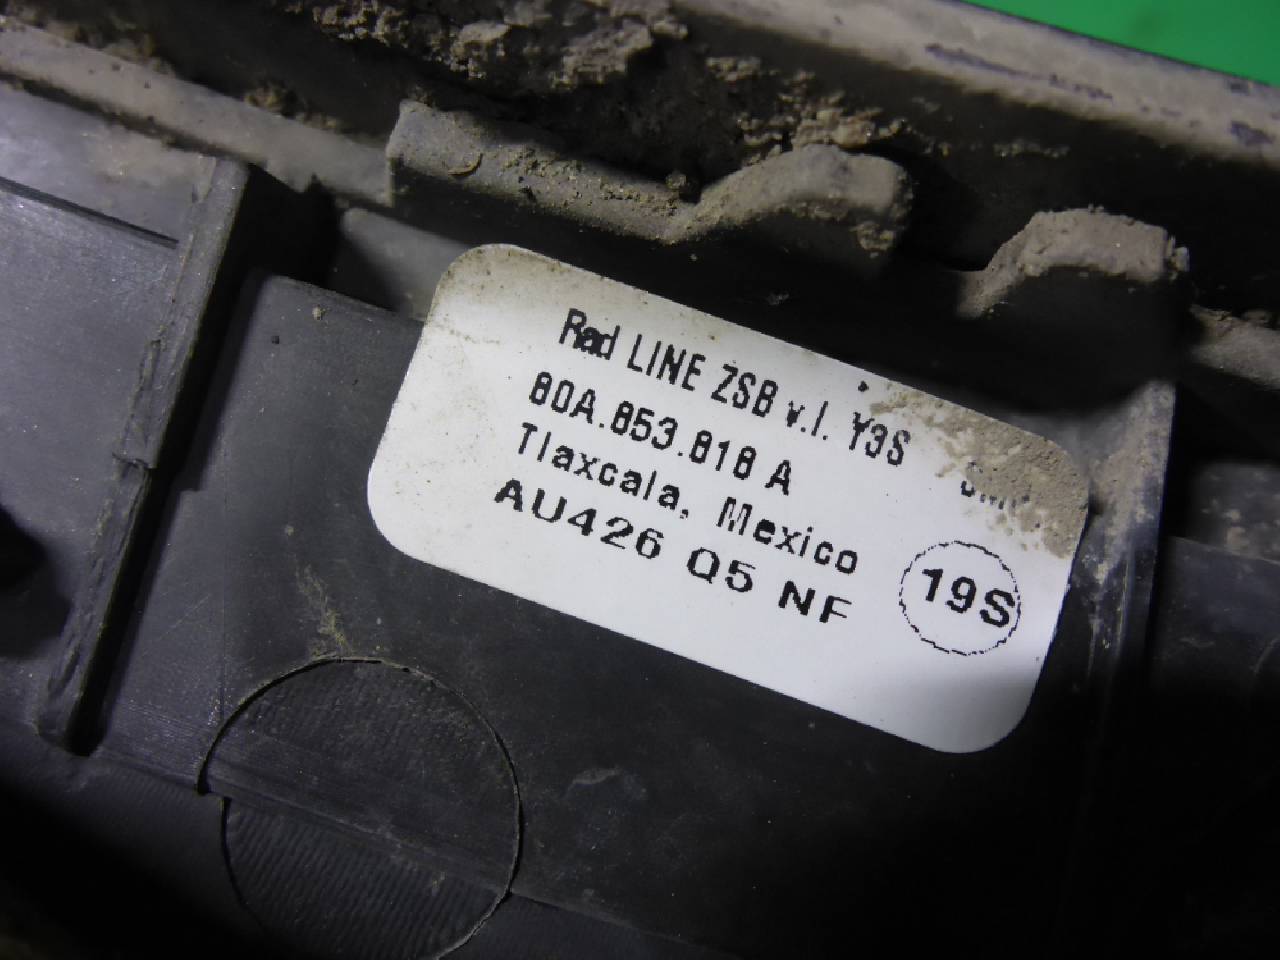 Rad LINE ZSB v.l. Y3S
80A.853.818 A
Tlaxcala, Mexico
AU426 Q5 NF
19S